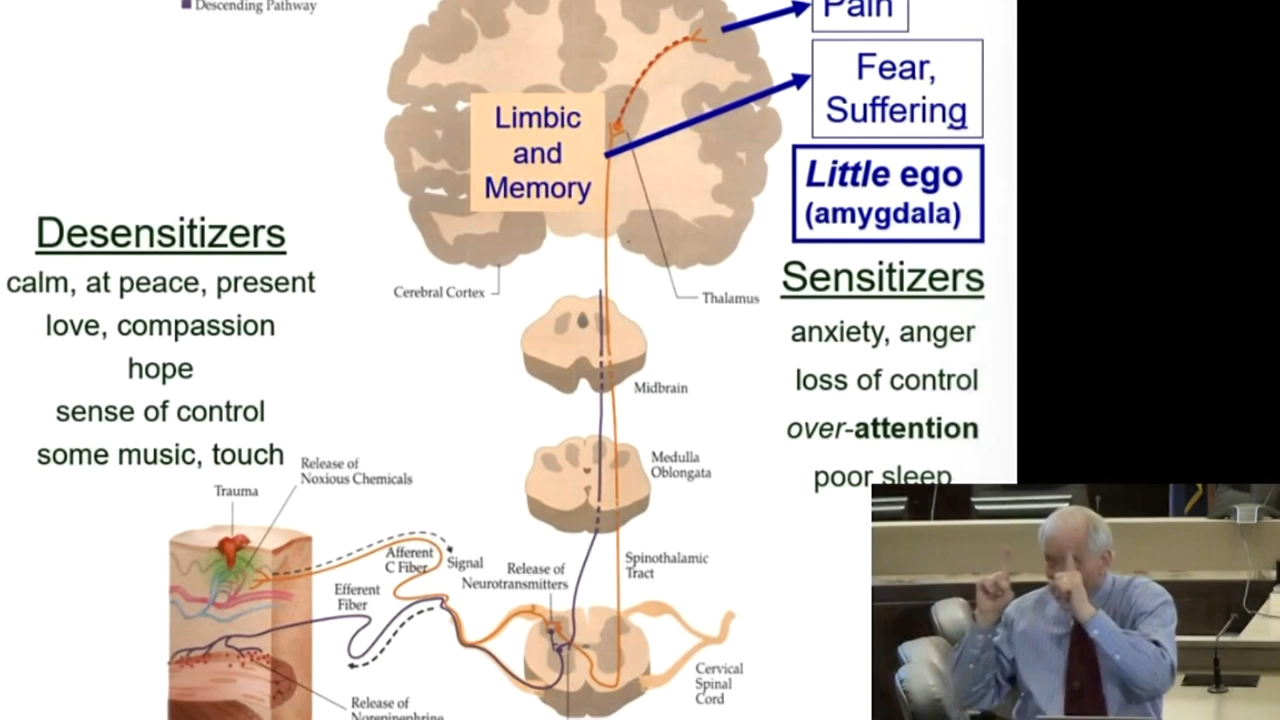 Descending Pathway
Pain
Fear,
Suffering
Limbic
and
Memory
Little ego
(amygdala)
Desensitizers
calm, at peace, present
love, compassion
hope
sense of control
some music, touch
Sensitizers
anxiety, anger
loss of control
over-attention
poor sleep
Cerebral Cortex
Thalamus
Midbrain
Medulla
Oblongata
Release of
Noxious Chemicals
Trauma
Afferent
C Fiber
Signal
Efferent
Fiber
Release of
Neurotransmitters
Spinothalamic
Tract
Cervical
Spinal
Cord
Release of
Norepinephrine